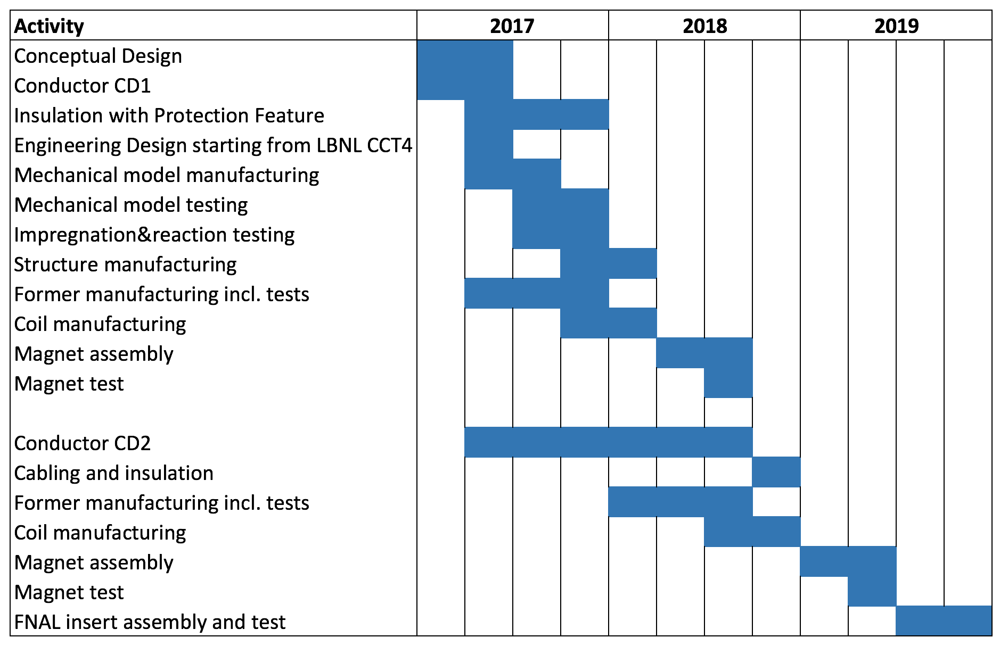 Activity 2017 2018 2019
Conceptual Design
Conductor CD1
Insulation with Protection Feature
Engineering Design starting from LBNL CCT4
Mechanical model manufacturing
Mechanical model testing
Impregnation&reaction testing
Structure manufacturing
Former manufacturing incl. tests
Coil manufacturing
Magnet assembly
Magnet test
Conductor CD2
Cabling and insulation
Former manufacturing incl. tests
Coil manufacturing
Magnet assembly
Magnet test
FNAL insert assembly and test